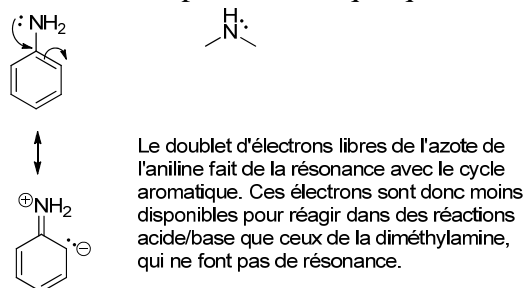 :NH2
H
N:
⊕NH2
:⊖
Le doublet d'électrons libres de l'azote de
l'aniline fait de la résonance avec le cycle
aromatique. Ces électrons sont donc moins
disponibles pour réagir dans des réactions
acide/base que ceux de la diméthylamine,
qui ne font pas de résonance.